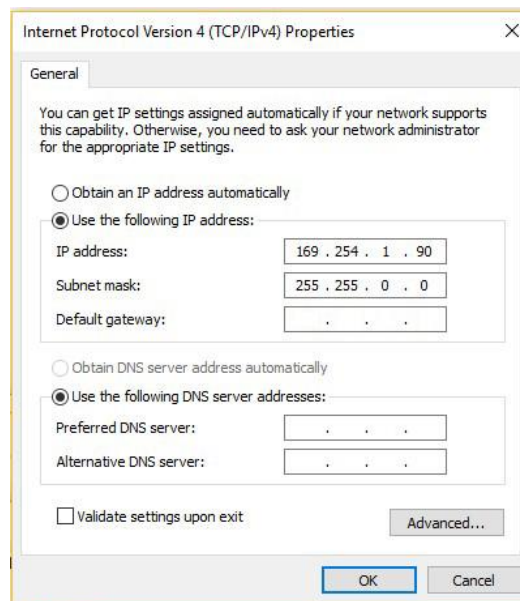 Internet Protocol Version 4 (TCP/IPv4) Properties
General
You can get IP settings assigned automatically if your network supports
this capability. Otherwise, you need to ask your network administrator
for the appropriate IP settings.
Obtain an IP address automatically
Use the following IP address:
IP address: 169 . 254 . 1 . 90
Subnet mask: 255 . 255 . 0 . 0
Default gateway: . . .
Obtain DNS server address automatically
Use the following DNS server addresses:
Preferred DNS server: . . .
Alternative DNS server: . . .
Validate settings upon exit
Advanced...
OK Cancel